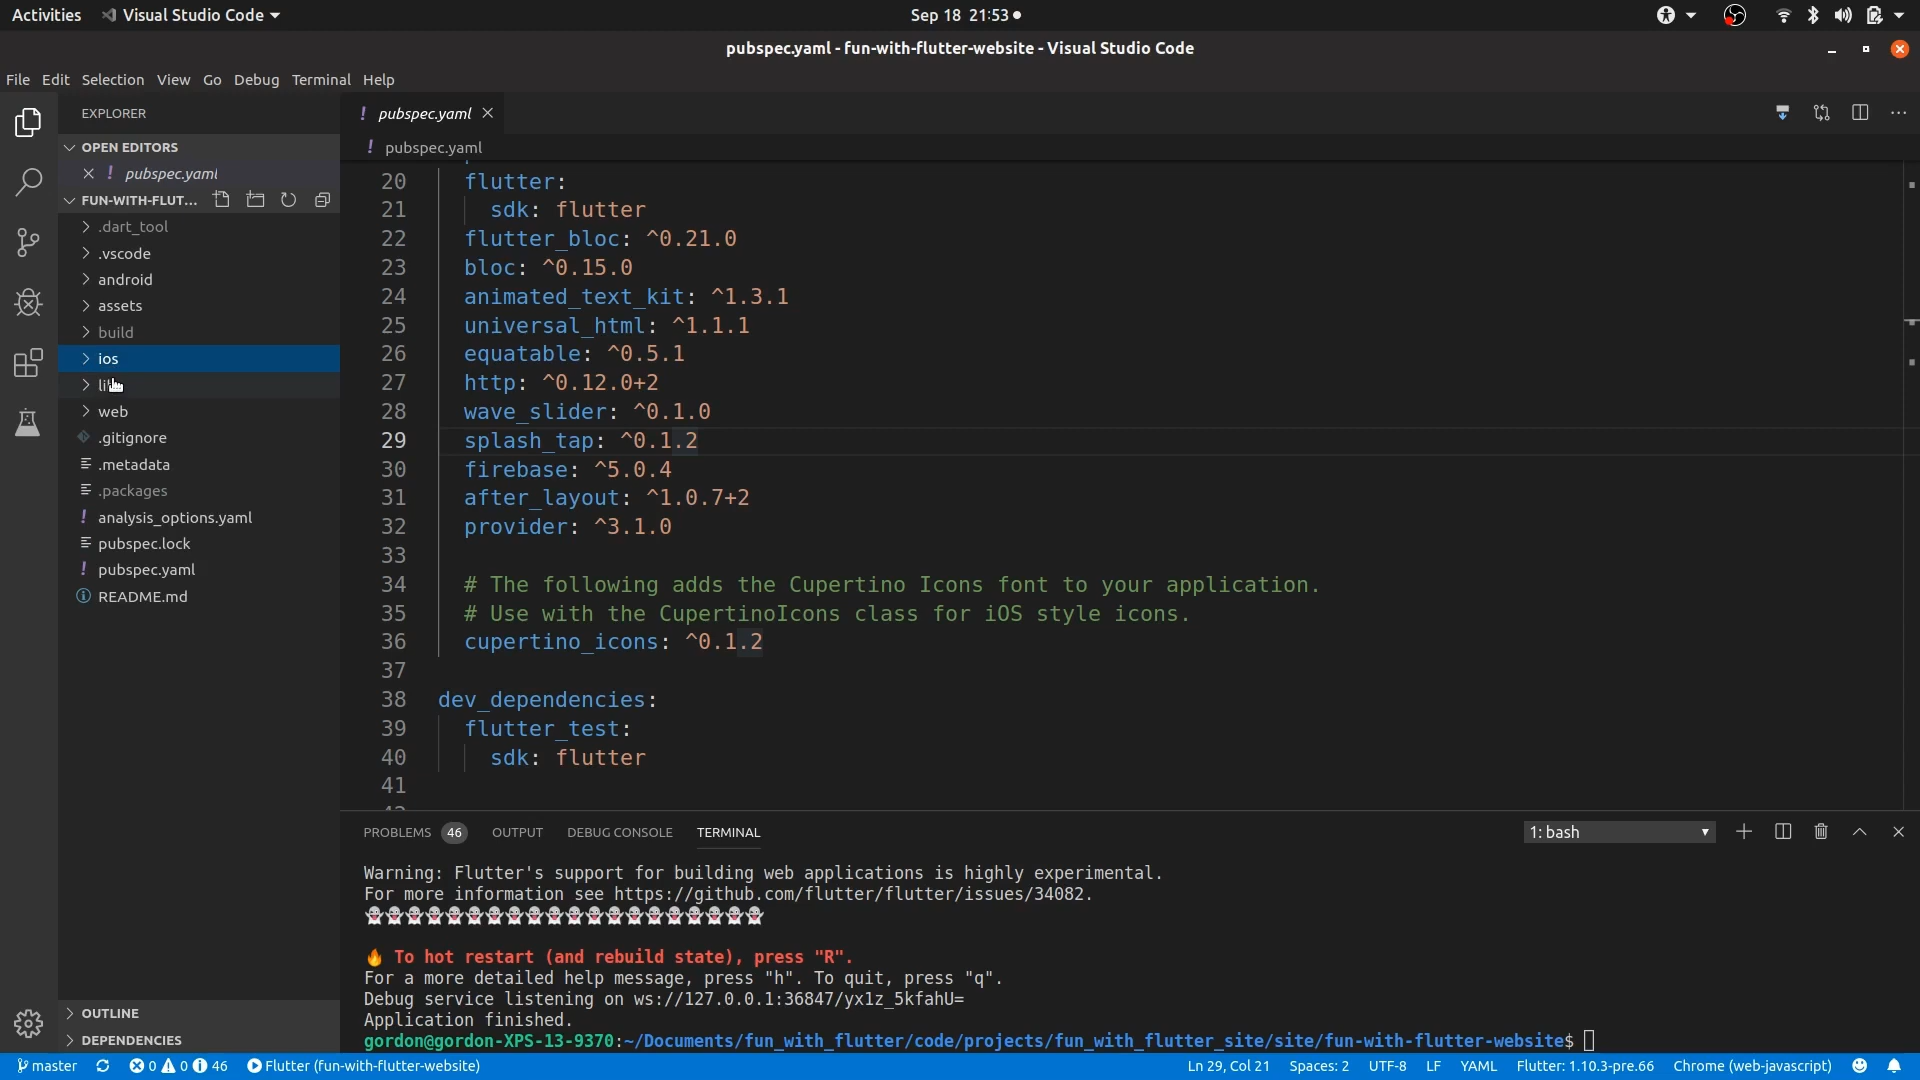 Activities Visual Studio Code Sep 18 21:53
pubspec.yaml - fun-with-flutter-website - Visual Studio Code
File Edit Selection View Go Debug Terminal Help
EXPLORER
OPEN EDITORS
pubspec.yaml
FUN-WITH-FLUT...
.dart_tool
.vscode
android
assets
build
ios
web
.gitignore
.metadata
.packages
analysis_options.yaml
pubspec.lock
pubspec.yaml
README.md
OUTLINE
DEPENDENCIES
! pubspec.yaml
! pubspec.yaml
20 flutter:
21 sdk: flutter
22 flutter_bloc: ^0.21.0
23 bloc: ^0.15.0
24 animated_text_kit: ^1.3.1
25 universal_html: ^1.1.1
26 equatable: ^0.5.1
27 http: ^0.12.0+2
28 wave_slider: ^0.1.0
29 splash_tap: ^0.1.2
30 firebase: ^5.0.4
31 after_layout: ^1.0.7+2
32 provider: ^3.1.0
33
34 # The following adds the Cupertino Icons font to your application.
35 # Use with the CupertinoIcons class for iOS style icons.
36 cupertino_icons: ^0.1.2
37
38 dev_dependencies:
39 flutter_test:
40 sdk: flutter
41
PROBLEMS 46 OUTPUT DEBUG CONSOLE TERMINAL 1: bash
Warning: Flutter's support for building web applications is highly experimental.
For more information see https://github.com/flutter/flutter/issues/34082.
👻👻👻👻👻👻👻👻👻👻👻👻👻👻👻👻👻👻👻👻
🔥 To hot restart (and rebuild state), press "R".
For a more detailed help message, press "h". To quit, press "q".
Debug service listening on ws://127.0.0.1:36847/yx1z_5kfahU=
Application finished.
gordon@gordon-XPS-13-9370:~/Documents/fun_with_flutter/code/projects/fun_with_flutter_site/site/fun-with-flutter-website$
master 0 0 46 Flutter (fun-with-flutter-website) Ln 29, Col 21 Spaces: 2 UTF-8 LF YAML Flutter: 1.10.3-pre.66 Chrome (web-javascript)